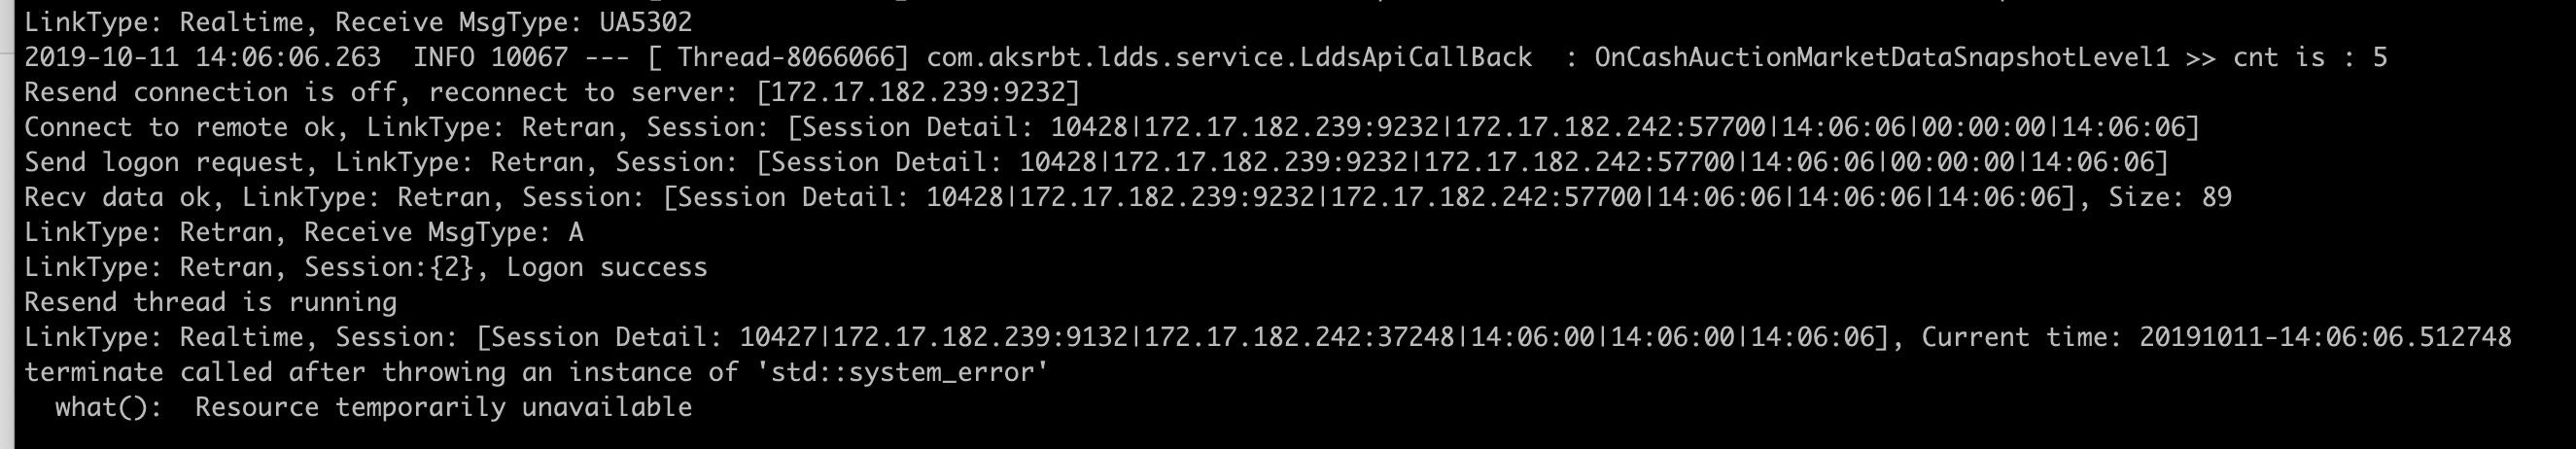 LinkType: Realtime, Receive MsgType: UA5302
2019-10-11 14:06:06.263  INFO 10067 --- [ Thread-8066066] com.aksrbt.ldds.service.LddsApiCallBack  : OnCashAuctionMarketDataSnapshotLevel1 >> cnt is : 5
Resend connection is off, reconnect to server: [172.17.182.239:9232]
Connect to remote ok, LinkType: Retran, Session: [Session Detail: 10428|172.17.182.239:9232|172.17.182.242:57700|14:06:06|00:00:00|14:06:06]
Send logon request, LinkType: Retran, Session: [Session Detail: 10428|172.17.182.239:9232|172.17.182.242:57700|14:06:06|00:00:00|14:06:06]
Recv data ok, LinkType: Retran, Session: [Session Detail: 10428|172.17.182.239:9232|172.17.182.242:57700|14:06:06|14:06:06|14:06:06], Size: 89
LinkType: Retran, Receive MsgType: A
LinkType: Retran, Session:{2}, Logon success
Resend thread is running
LinkType: Realtime, Session: [Session Detail: 10427|172.17.182.239:9132|172.17.182.242:37248|14:06:00|14:06:00|14:06:06], Current time: 20191011-14:06:06.512748
terminate called after throwing an instance of 'std::system_error'
  what():  Resource temporarily unavailable